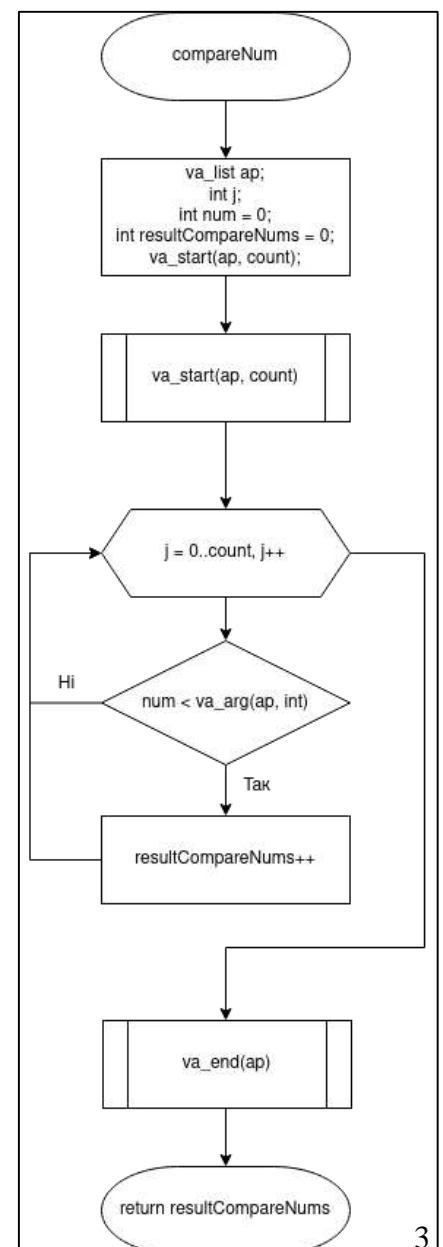 compareNum
va_list ap;
int j;
int num = 0;
int resultCompareNums = 0;
va_start(ap, count);
va_start(ap, count)
j = 0..count, j++
num < va_arg(ap, int)
Ні
Так
resultCompareNums++
va_end(ap)
return resultCompareNums
3